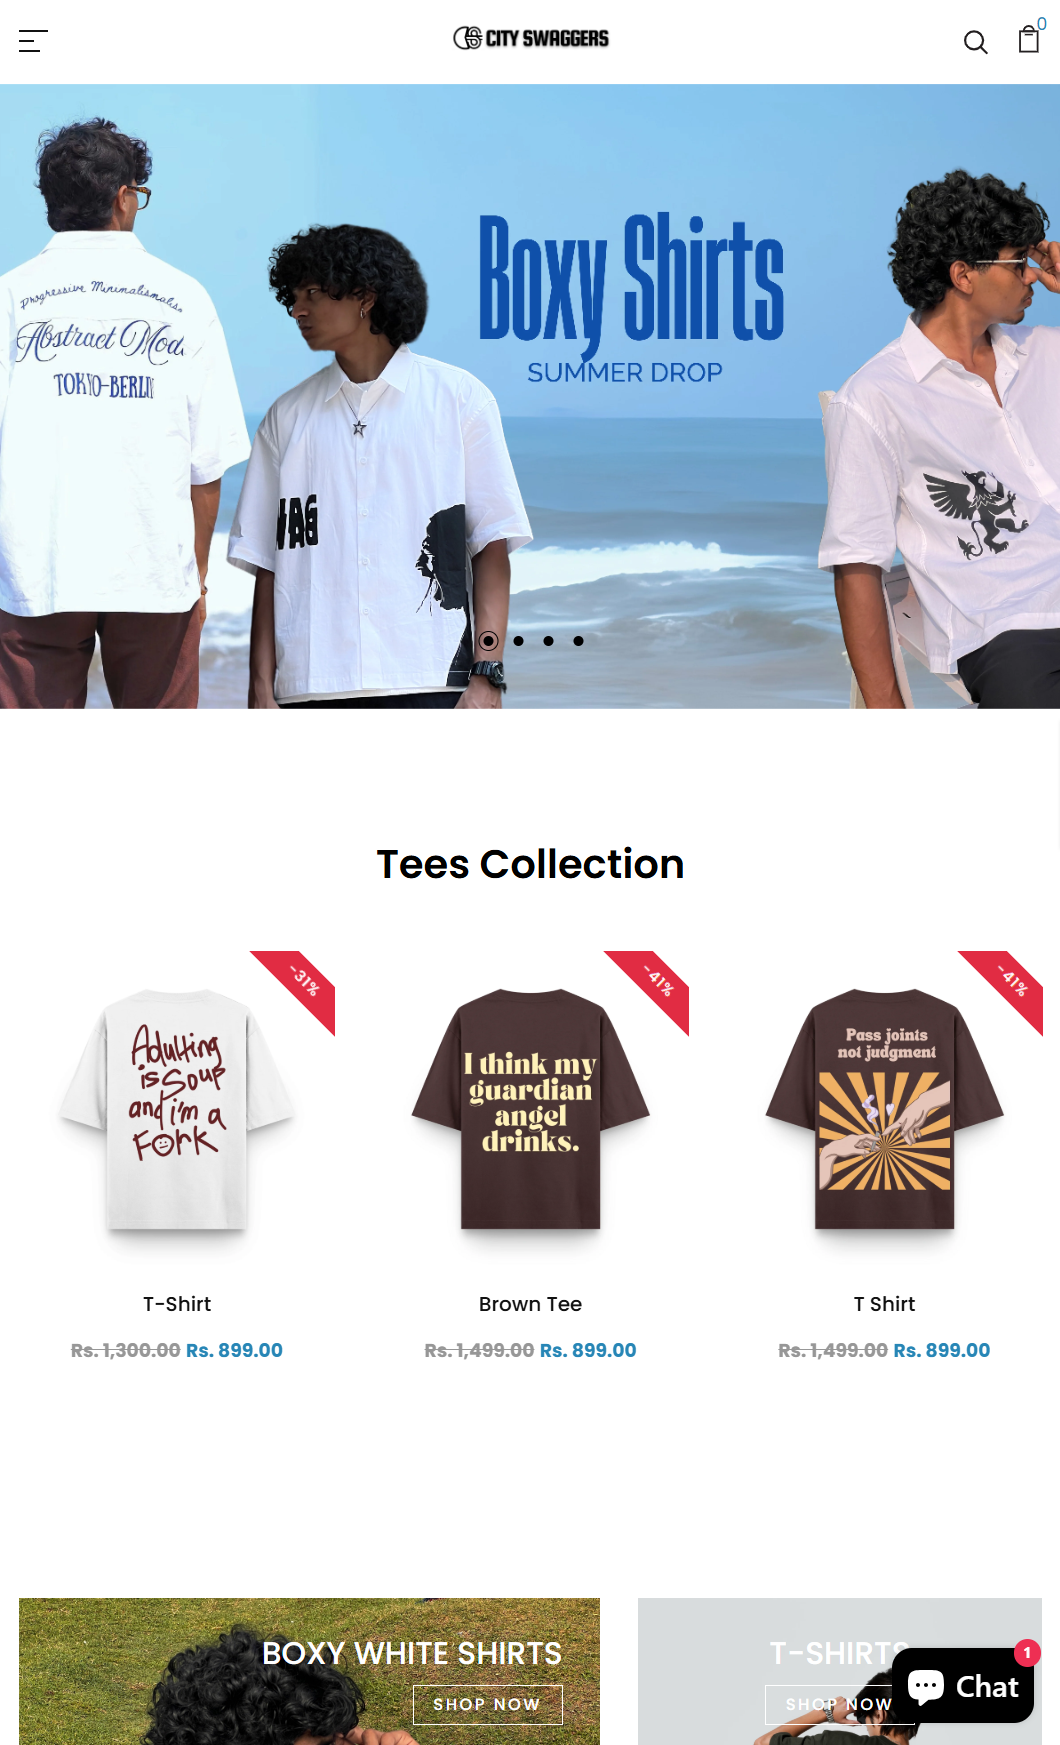 CITY SWAGGERS
0
Boxy Shirts
SUMMER DROP
Progressive Minimalismalism
Abstract Mod
TOKYO-BERLIN
Tees Collection
-31%
-41%
-41%
Adulting
is Soup
and i'm a
Fork
I think my
guardian
angel
drinks.
Pass joints
not judgment
T-Shirt
Brown Tee
T Shirt
Rs. 1,300.00 Rs. 899.00
Rs. 1,499.00 Rs. 899.00
Rs. 1,499.00 Rs. 899.00
BOXY WHITE SHIRTS
SHOP NOW
T-SHIRTS
SHOP NOW
1
Chat